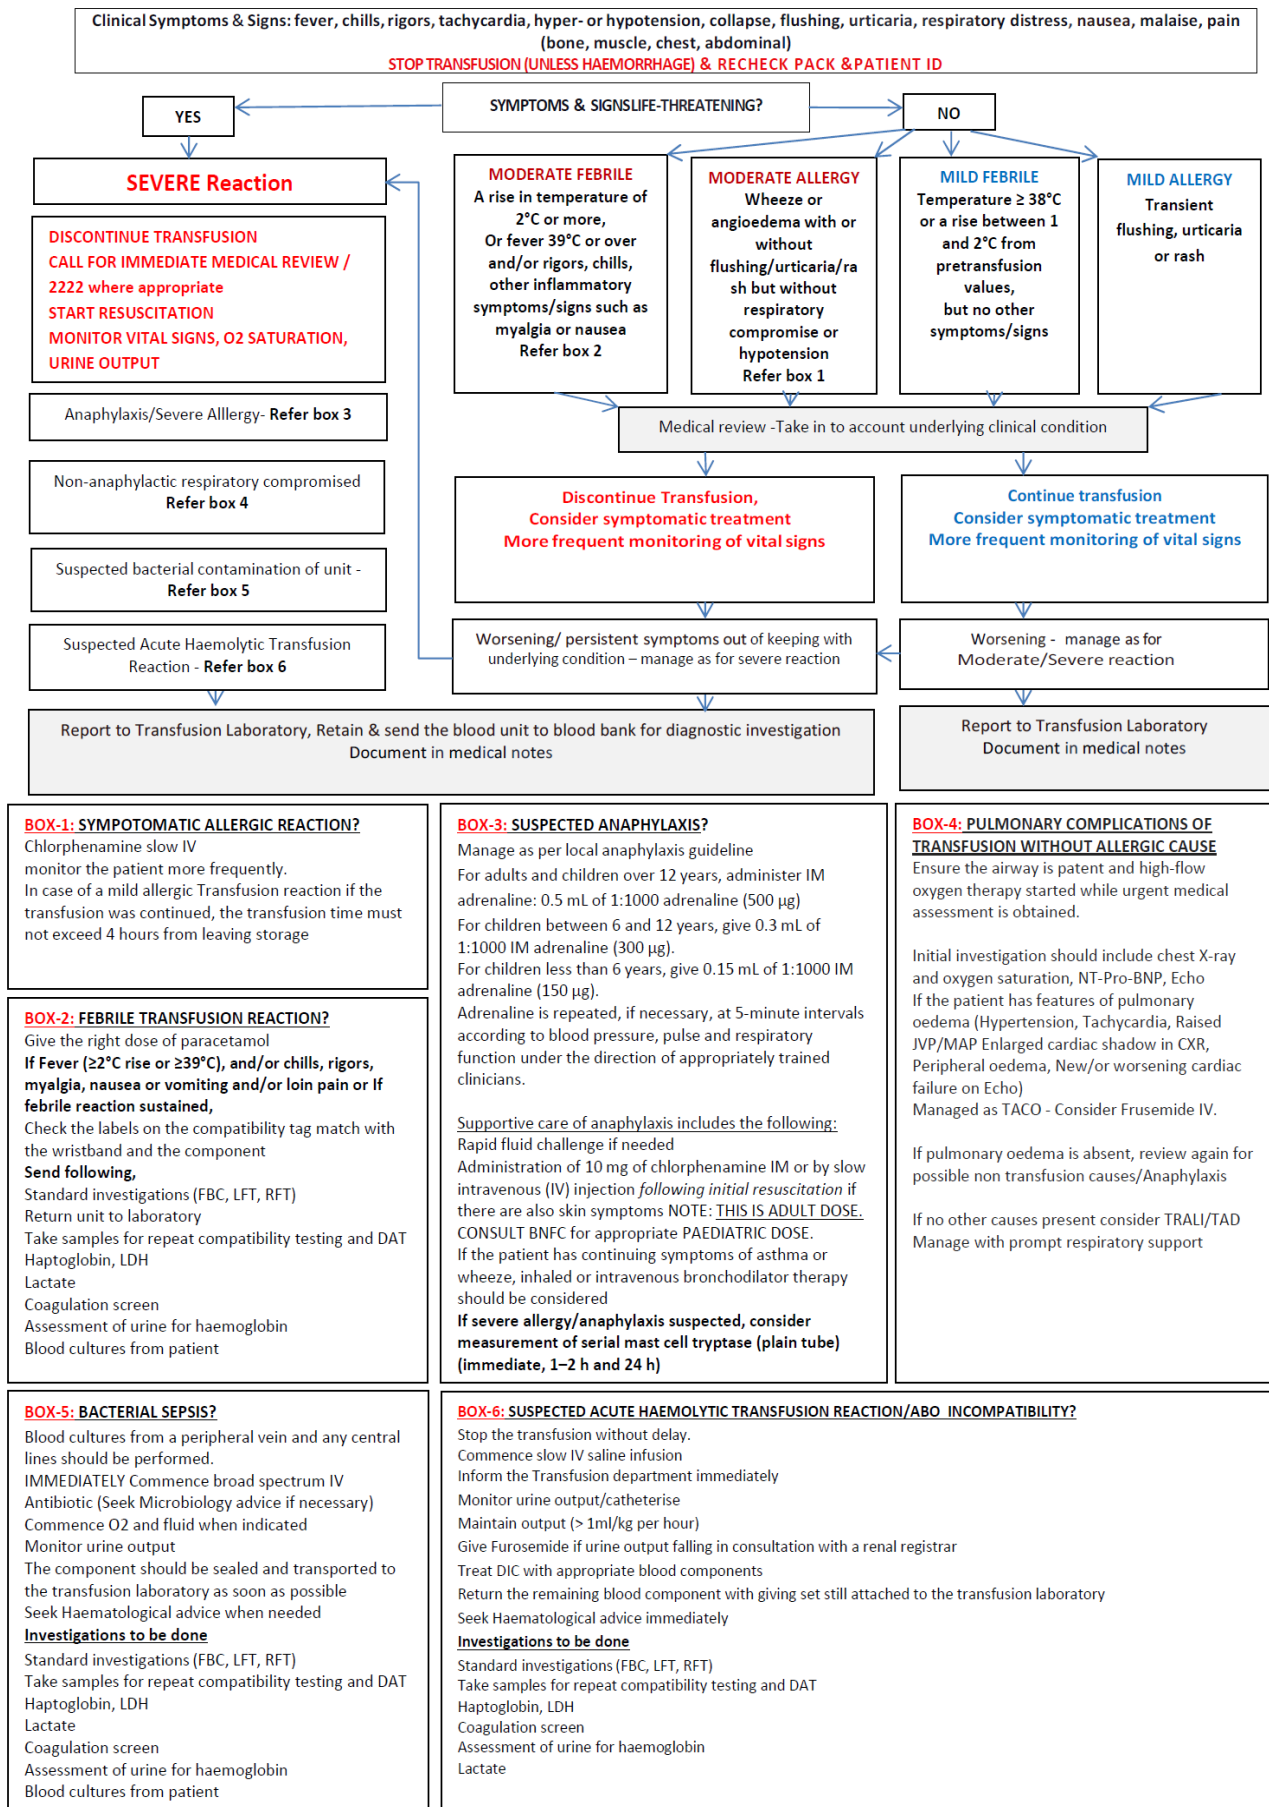 Clinical Symptoms & Signs: fever, chills, rigors, tachycardia, hyper- or hypotension, collapse, flushing, urticaria, respiratory distress, nausea, malaise, pain
(bone, muscle, chest, abdominal)
STOP TRANSFUSION (UNLESS HAEMORRHAGE) & RECHECK PACK &PATIENT ID
SYMPTOMS & SIGNSLIFE-THREATENING?
YES
NO
SEVERE Reaction
DISCONTINUE TRANSFUSION
CALL FOR IMMEDIATE MEDICAL REVIEW /
2222 where appropriate
START RESUSCITATION
MONITOR VITAL SIGNS, O2 SATURATION,
URINE OUTPUT
Anaphylaxis/Severe Alllergy- Refer box 3
Non-anaphylactic respiratory compromised
Refer box 4
Suspected bacterial contamination of unit -
Refer box 5
Suspected Acute Haemolytic Transfusion
Reaction - Refer box 6
MODERATE FEBRILE
A rise in temperature of
2°C or more,
Or fever 39°C or over
and/or rigors, chills,
other inflammatory
symptoms/signs such as
myalgia or nausea
Refer box 2
MODERATE ALLERGY
Wheeze or
angioedema with or
without
flushing/urticaria/ra
sh but without
respiratory
compromise or
hypotension
Refer box 1
MILD FEBRILE
Temperature ≥ 38°C
or a rise between 1
and 2°C from
pretransfusion
values,
but no other
symptoms/signs
MILD ALLERGY
Transient
flushing, urticaria
or rash
Medical review -Take in to account underlying clinical condition
Discontinue Transfusion,
Consider symptomatic treatment
More frequent monitoring of vital signs
Continue transfusion
Consider symptomatic treatment
More frequent monitoring of vital signs
Worsening/ persistent symptoms out of keeping with
underlying condition – manage as for severe reaction
Worsening - manage as for
Moderate/Severe reaction
Report to Transfusion Laboratory, Retain & send the blood unit to blood bank for diagnostic investigation
Document in medical notes
Report to Transfusion Laboratory
Document in medical notes
BOX-1: SYMPOTOMATIC ALLERGIC REACTION?
Chlorphenamine slow IV
monitor the patient more frequently.
In case of a mild allergic Transfusion reaction if the
transfusion was continued, the transfusion time must
not exceed 4 hours from leaving storage
BOX-2: FEBRILE TRANSFUSION REACTION?
Give the right dose of paracetamol
If Fever (≥2°C rise or ≥39°C), and/or chills, rigors,
myalgia, nausea or vomiting and/or loin pain or If
febrile reaction sustained,
Check the labels on the compatibility tag match with
the wristband and the component
Send following,
Standard investigations (FBC, LFT, RFT)
Return unit to laboratory
Take samples for repeat compatibility testing and DAT
Haptoglobin, LDH
Lactate
Coagulation screen
Assessment of urine for haemoglobin
Blood cultures from patient
BOX-3: SUSPECTED ANAPHYLAXIS?
Manage as per local anaphylaxis guideline
For adults and children over 12 years, administer IM
adrenaline: 0.5 mL of 1:1000 adrenaline (500 µg)
For children between 6 and 12 years, give 0.3 mL of
1:1000 IM adrenaline (300 µg).
For children less than 6 years, give 0.15 mL of 1:1000 IM
adrenaline (150 µg).
Adrenaline is repeated, if necessary, at 5-minute intervals
according to blood pressure, pulse and respiratory
function under the direction of appropriately trained
clinicians.
Supportive care of anaphylaxis includes the following:
Rapid fluid challenge if needed
Administration of 10 mg of chlorphenamine IM or by slow
intravenous (IV) injection following initial resuscitation if
there are also skin symptoms NOTE: THIS IS ADULT DOSE.
CONSULT BNFC for appropriate PAEDIATRIC DOSE.
If the patient has continuing symptoms of asthma or
wheeze, inhaled or intravenous bronchodilator therapy
should be considered
If severe allergy/anaphylaxis suspected, consider
measurement of serial mast cell tryptase (plain tube)
(immediate, 1–2 h and 24 h)
BOX-4: PULMONARY COMPLICATIONS OF
TRANSFUSION WITHOUT ALLERGIC CAUSE
Ensure the airway is patent and high-flow
oxygen therapy started while urgent medical
assessment is obtained.
Initial investigation should include chest X-ray
and oxygen saturation, NT-Pro-BNP, Echo
If the patient has features of pulmonary
oedema (Hypertension, Tachycardia, Raised
JVP/MAP Enlarged cardiac shadow in CXR,
Peripheral oedema, New/or worsening cardiac
failure on Echo)
Managed as TACO - Consider Frusemide IV.
If pulmonary oedema is absent, review again for
possible non transfusion causes/Anaphylaxis
If no other causes present consider TRALI/TAD
Manage with prompt respiratory support
BOX-5: BACTERIAL SEPSIS?
Blood cultures from a peripheral vein and any central
lines should be performed.
IMMEDIATELY Commence broad spectrum IV
Antibiotic (Seek Microbiology advice if necessary)
Commence O2 and fluid when indicated
Monitor urine output
The component should be sealed and transported to
the transfusion laboratory as soon as possible
Seek Haematological advice when needed
Investigations to be done
Standard investigations (FBC, LFT, RFT)
Take samples for repeat compatibility testing and DAT
Haptoglobin, LDH
Lactate
Coagulation screen
Assessment of urine for haemoglobin
Blood cultures from patient
BOX-6: SUSPECTED ACUTE HAEMOLYTIC TRANSFUSION REACTION/ABO INCOMPATIBILITY?
Stop the transfusion without delay.
Commence slow IV saline infusion
Inform the Transfusion department immediately
Monitor urine output/catheterise
Maintain output (> 1ml/kg per hour)
Give Furosemide if urine output falling in consultation with a renal registrar
Treat DIC with appropriate blood components
Return the remaining blood component with giving set still attached to the transfusion laboratory
Seek Haematological advice immediately
Investigations to be done
Standard investigations (FBC, LFT, RFT)
Take samples for repeat compatibility testing and DAT
Haptoglobin, LDH
Coagulation screen
Assessment of urine for haemoglobin
Lactate